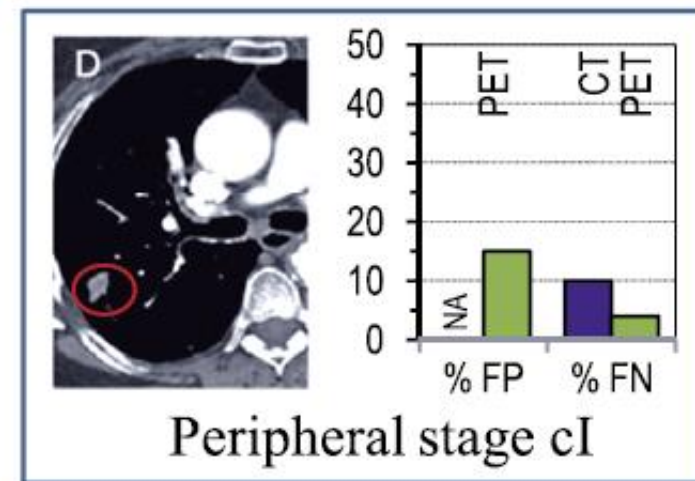 D
50
40
30
20
10
0
PET
CT
PET
NA
% FP
% FN
Peripheral stage cI